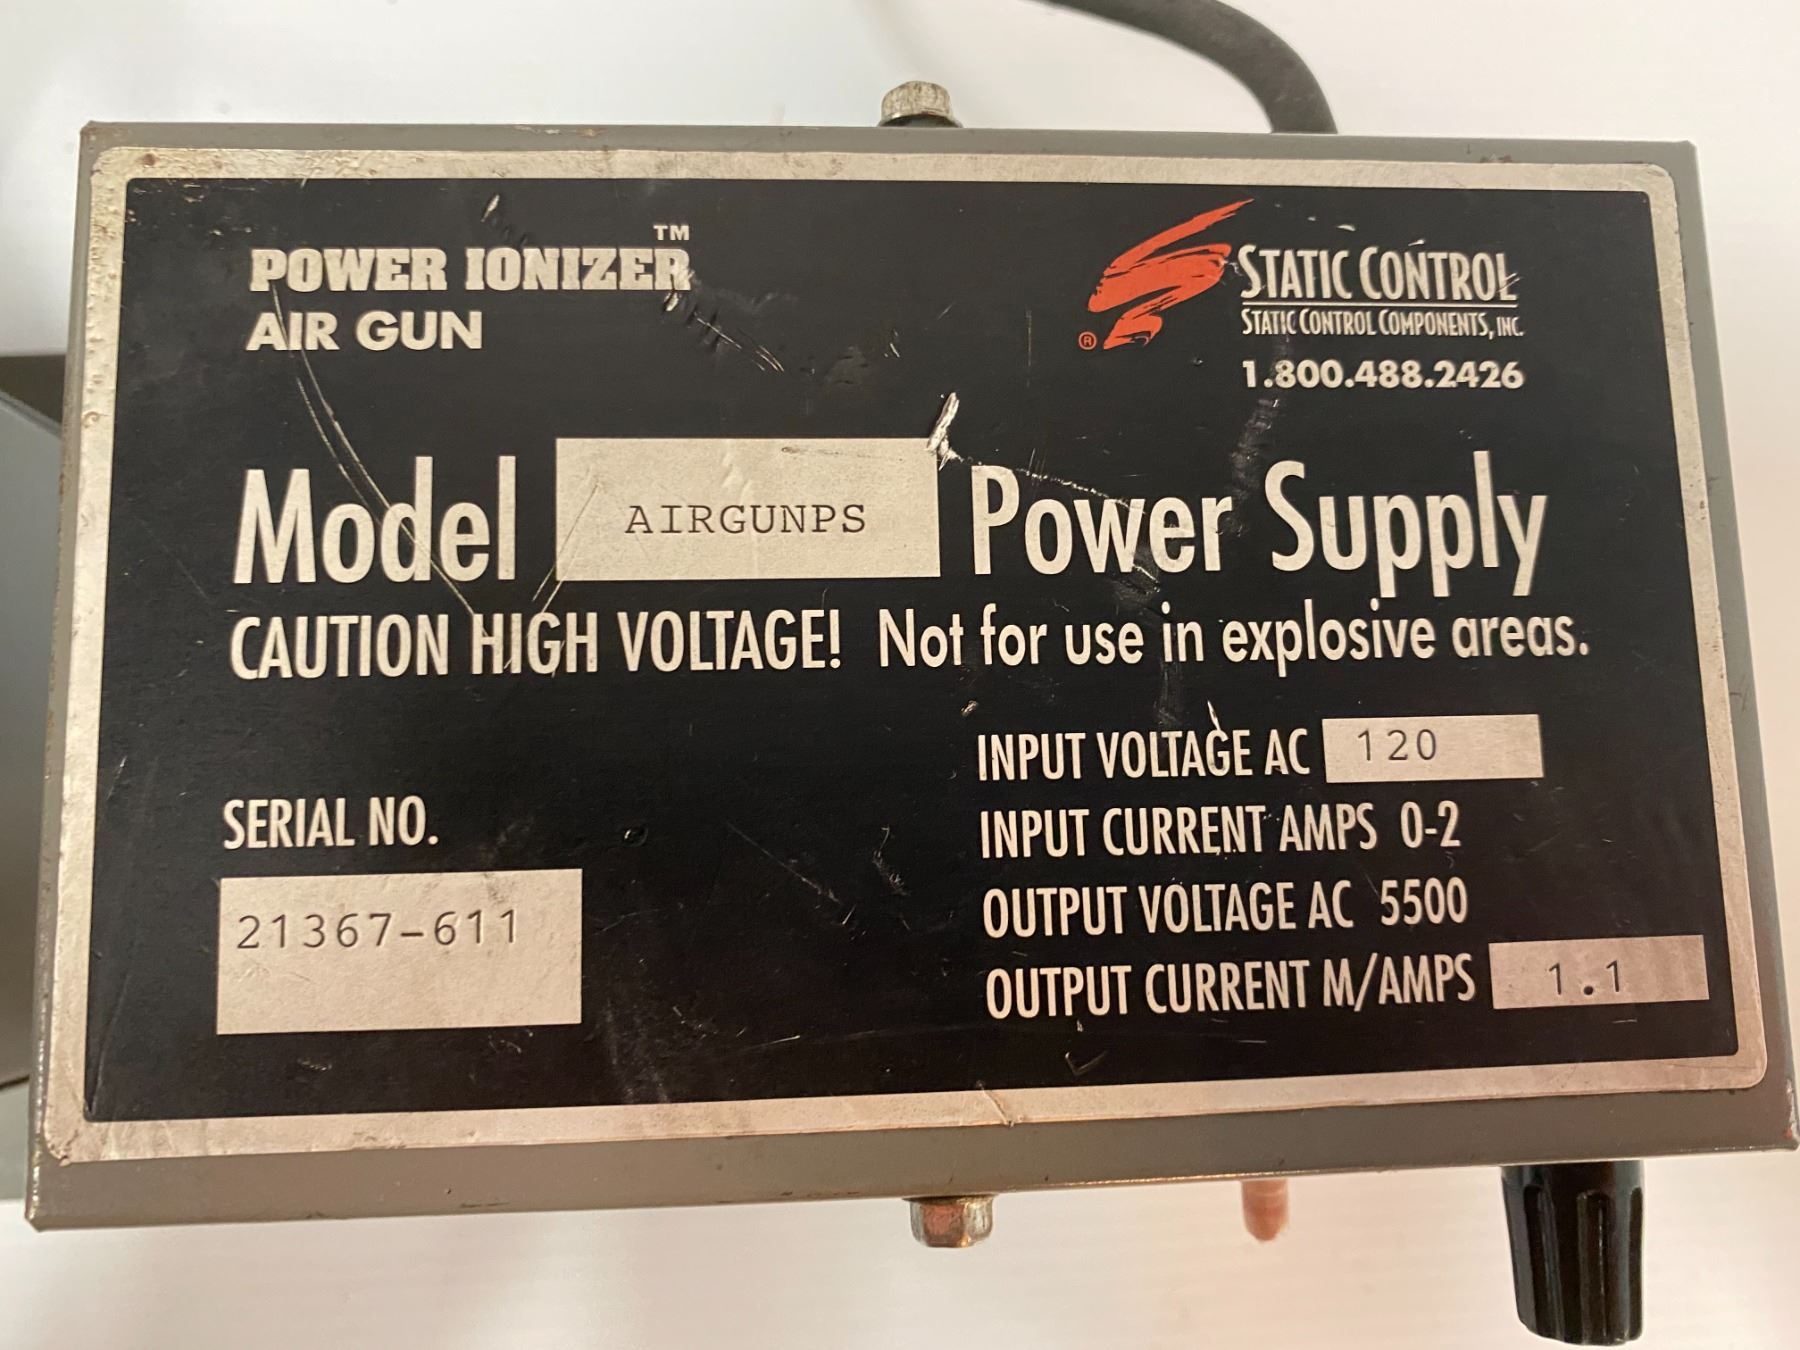 POWER IONIZER™
AIR GUN
STATIC CONTROL
STATIC CONTROL COMPONENTS, INC.
®
1.800.488.2426
Model AIRGUNPS Power Supply
CAUTION HIGH VOLTAGE! Not for use in explosive areas.
SERIAL NO.
21367-611
INPUT VOLTAGE AC 120
INPUT CURRENT AMPS 0-2
OUTPUT VOLTAGE AC 5500
OUTPUT CURRENT M/AMPS 1.1